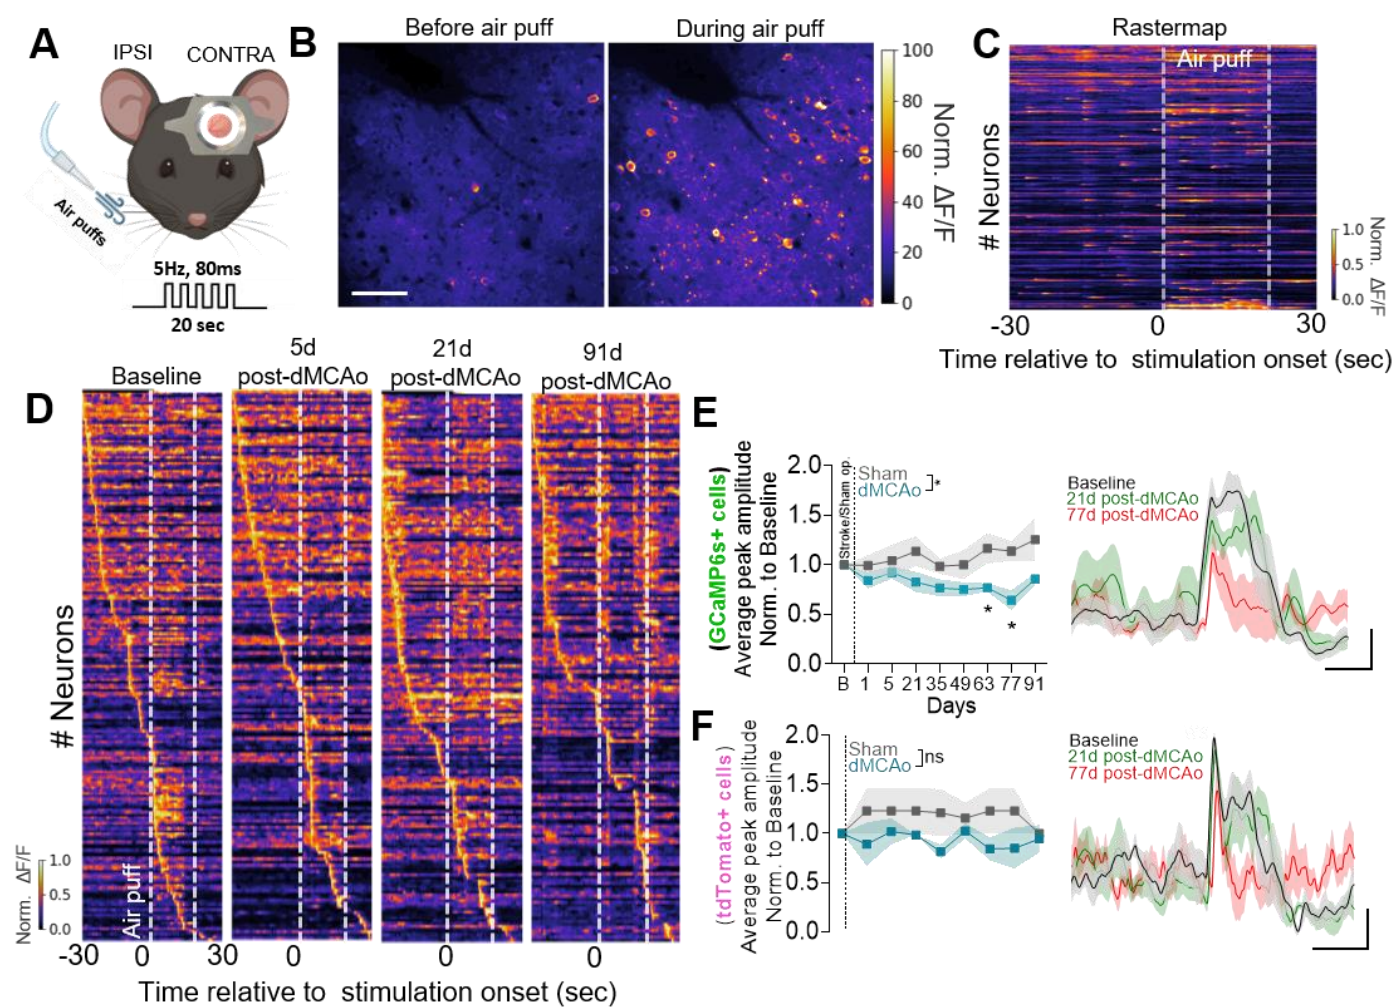 A
IPSI
CONTRA
Air puffs
5Hz, 80ms
20 sec
B
Before air puff
During air puff
100
80
60
40
20
0
Norm. ΔF/F
C
Rastermap
Air puff
# Neurons
1.0
0.5
0.0
Norm. ΔF/F
-30
0
30
Time relative to stimulation onset (sec)
D
Baseline
5d
post-dMCAo
21d
post-dMCAo
91d
post-dMCAo
# Neurons
Norm. ΔF/F
1.0
0.5
0.0
Air puff
-30
0
30
0
0
0
Time relative to stimulation onset (sec)
E
(GCaMP6s+ cells)
Average peak amplitude
Norm. to Baseline
2.0
1.5
1.0
0.5
0.0
Stroke/Sham op.
Sham
dMCAo
*
*
*
B 1 5 21 35 49 63 77 91
Days
Baseline
21d post-dMCAo
77d post-dMCAo
F
(tdTomato+ cells)
Average peak amplitude
Norm. to Baseline
2.0
1.5
1.0
0.5
0.0
Sham
dMCAo
ns
Baseline
21d post-dMCAo
77d post-dMCAo